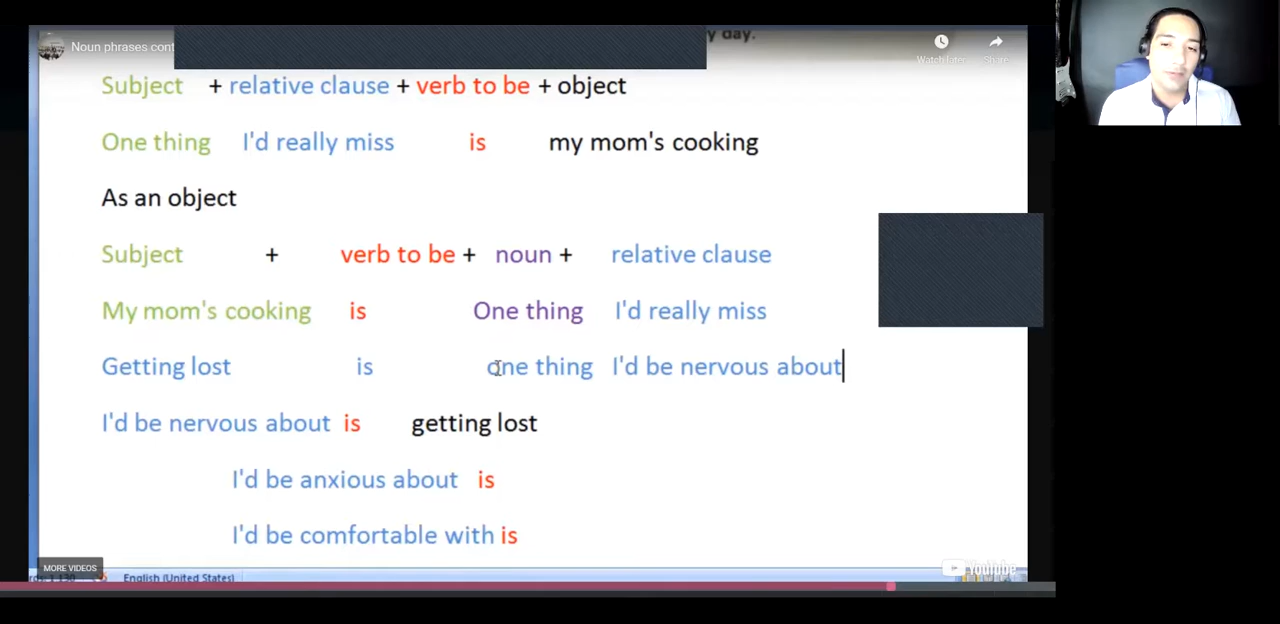 Noun phrases cont
y day.
Watch later
Share
Subject + relative clause + verb to be + object
One thing I'd really miss is my mom's cooking
As an object
Subject + verb to be + noun + relative clause
My mom's cooking is One thing I'd really miss
Getting lost is one thing I'd be nervous about
I'd be nervous about is getting lost
I'd be anxious about is
I'd be comfortable with is
MORE VIDEOS
1,130
English (United States)
YouTube